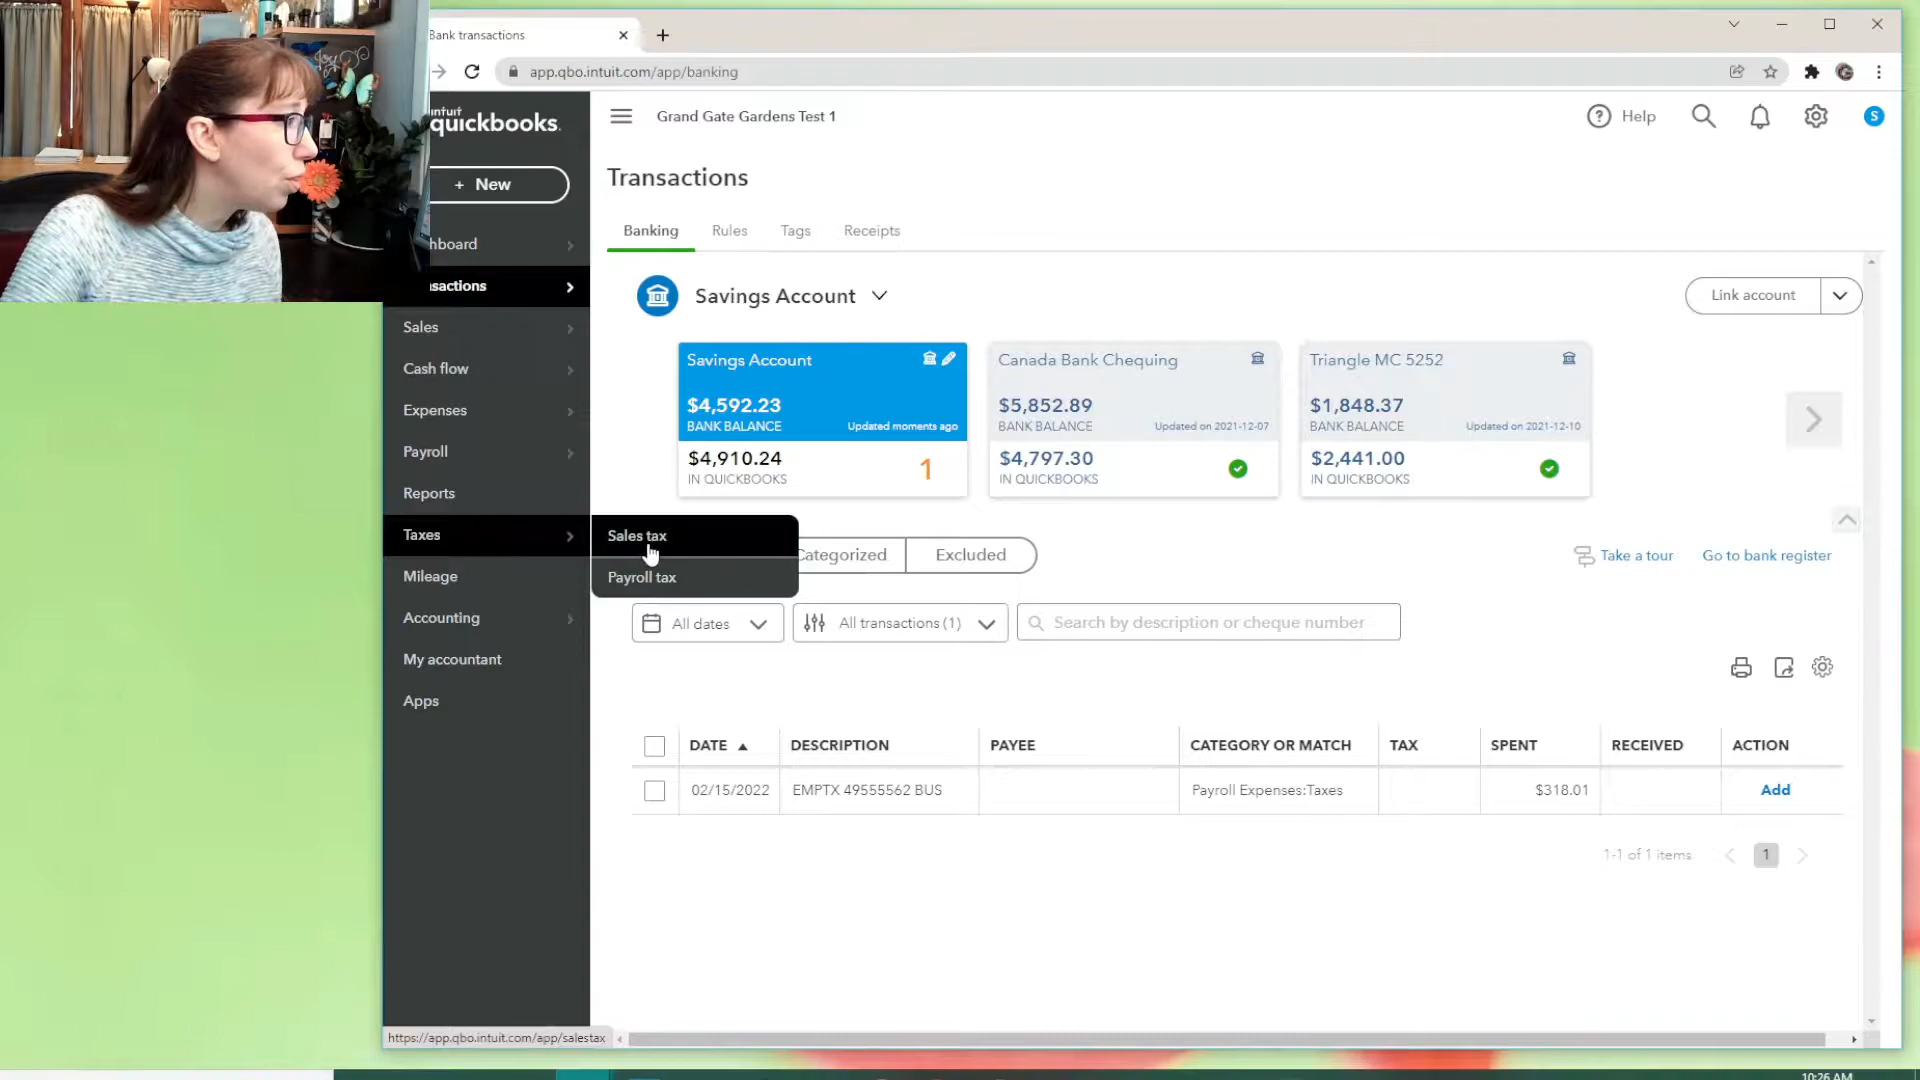 Bank transactions
app.qbo.intuit.com/app/banking
intuit
quickbooks.
Grand Gate Gardens Test 1
Help
S
+ New
Transactions
hboard
nsactions
Sales
Cash flow
Expenses
Payroll
Reports
Taxes
Mileage
Accounting
My accountant
Apps
Sales tax
Payroll tax
Banking
Rules
Tags
Receipts
Savings Account
Link account
Savings Account
$4,592.23
BANK BALANCE
Updated moments ago
$4,910.24
IN QUICKBOOKS
1
Canada Bank Chequing
$5,852.89
BANK BALANCE
Updated on 2021-12-07
$4,797.30
IN QUICKBOOKS
Triangle MC 5252
$1,848.37
BANK BALANCE
Updated on 2021-12-10
$2,441.00
IN QUICKBOOKS
Categorized
Excluded
Take a tour
Go to bank register
All dates
All transactions (1)
Search by description or cheque number
DATE
DESCRIPTION
PAYEE
CATEGORY OR MATCH
TAX
SPENT
RECEIVED
ACTION
02/15/2022
EMPTX 49555562 BUS
Payroll Expenses:Taxes
$318.01
Add
1-1 of 1 items
1
https://app.qbo.intuit.com/app/salestax
10:26 AM